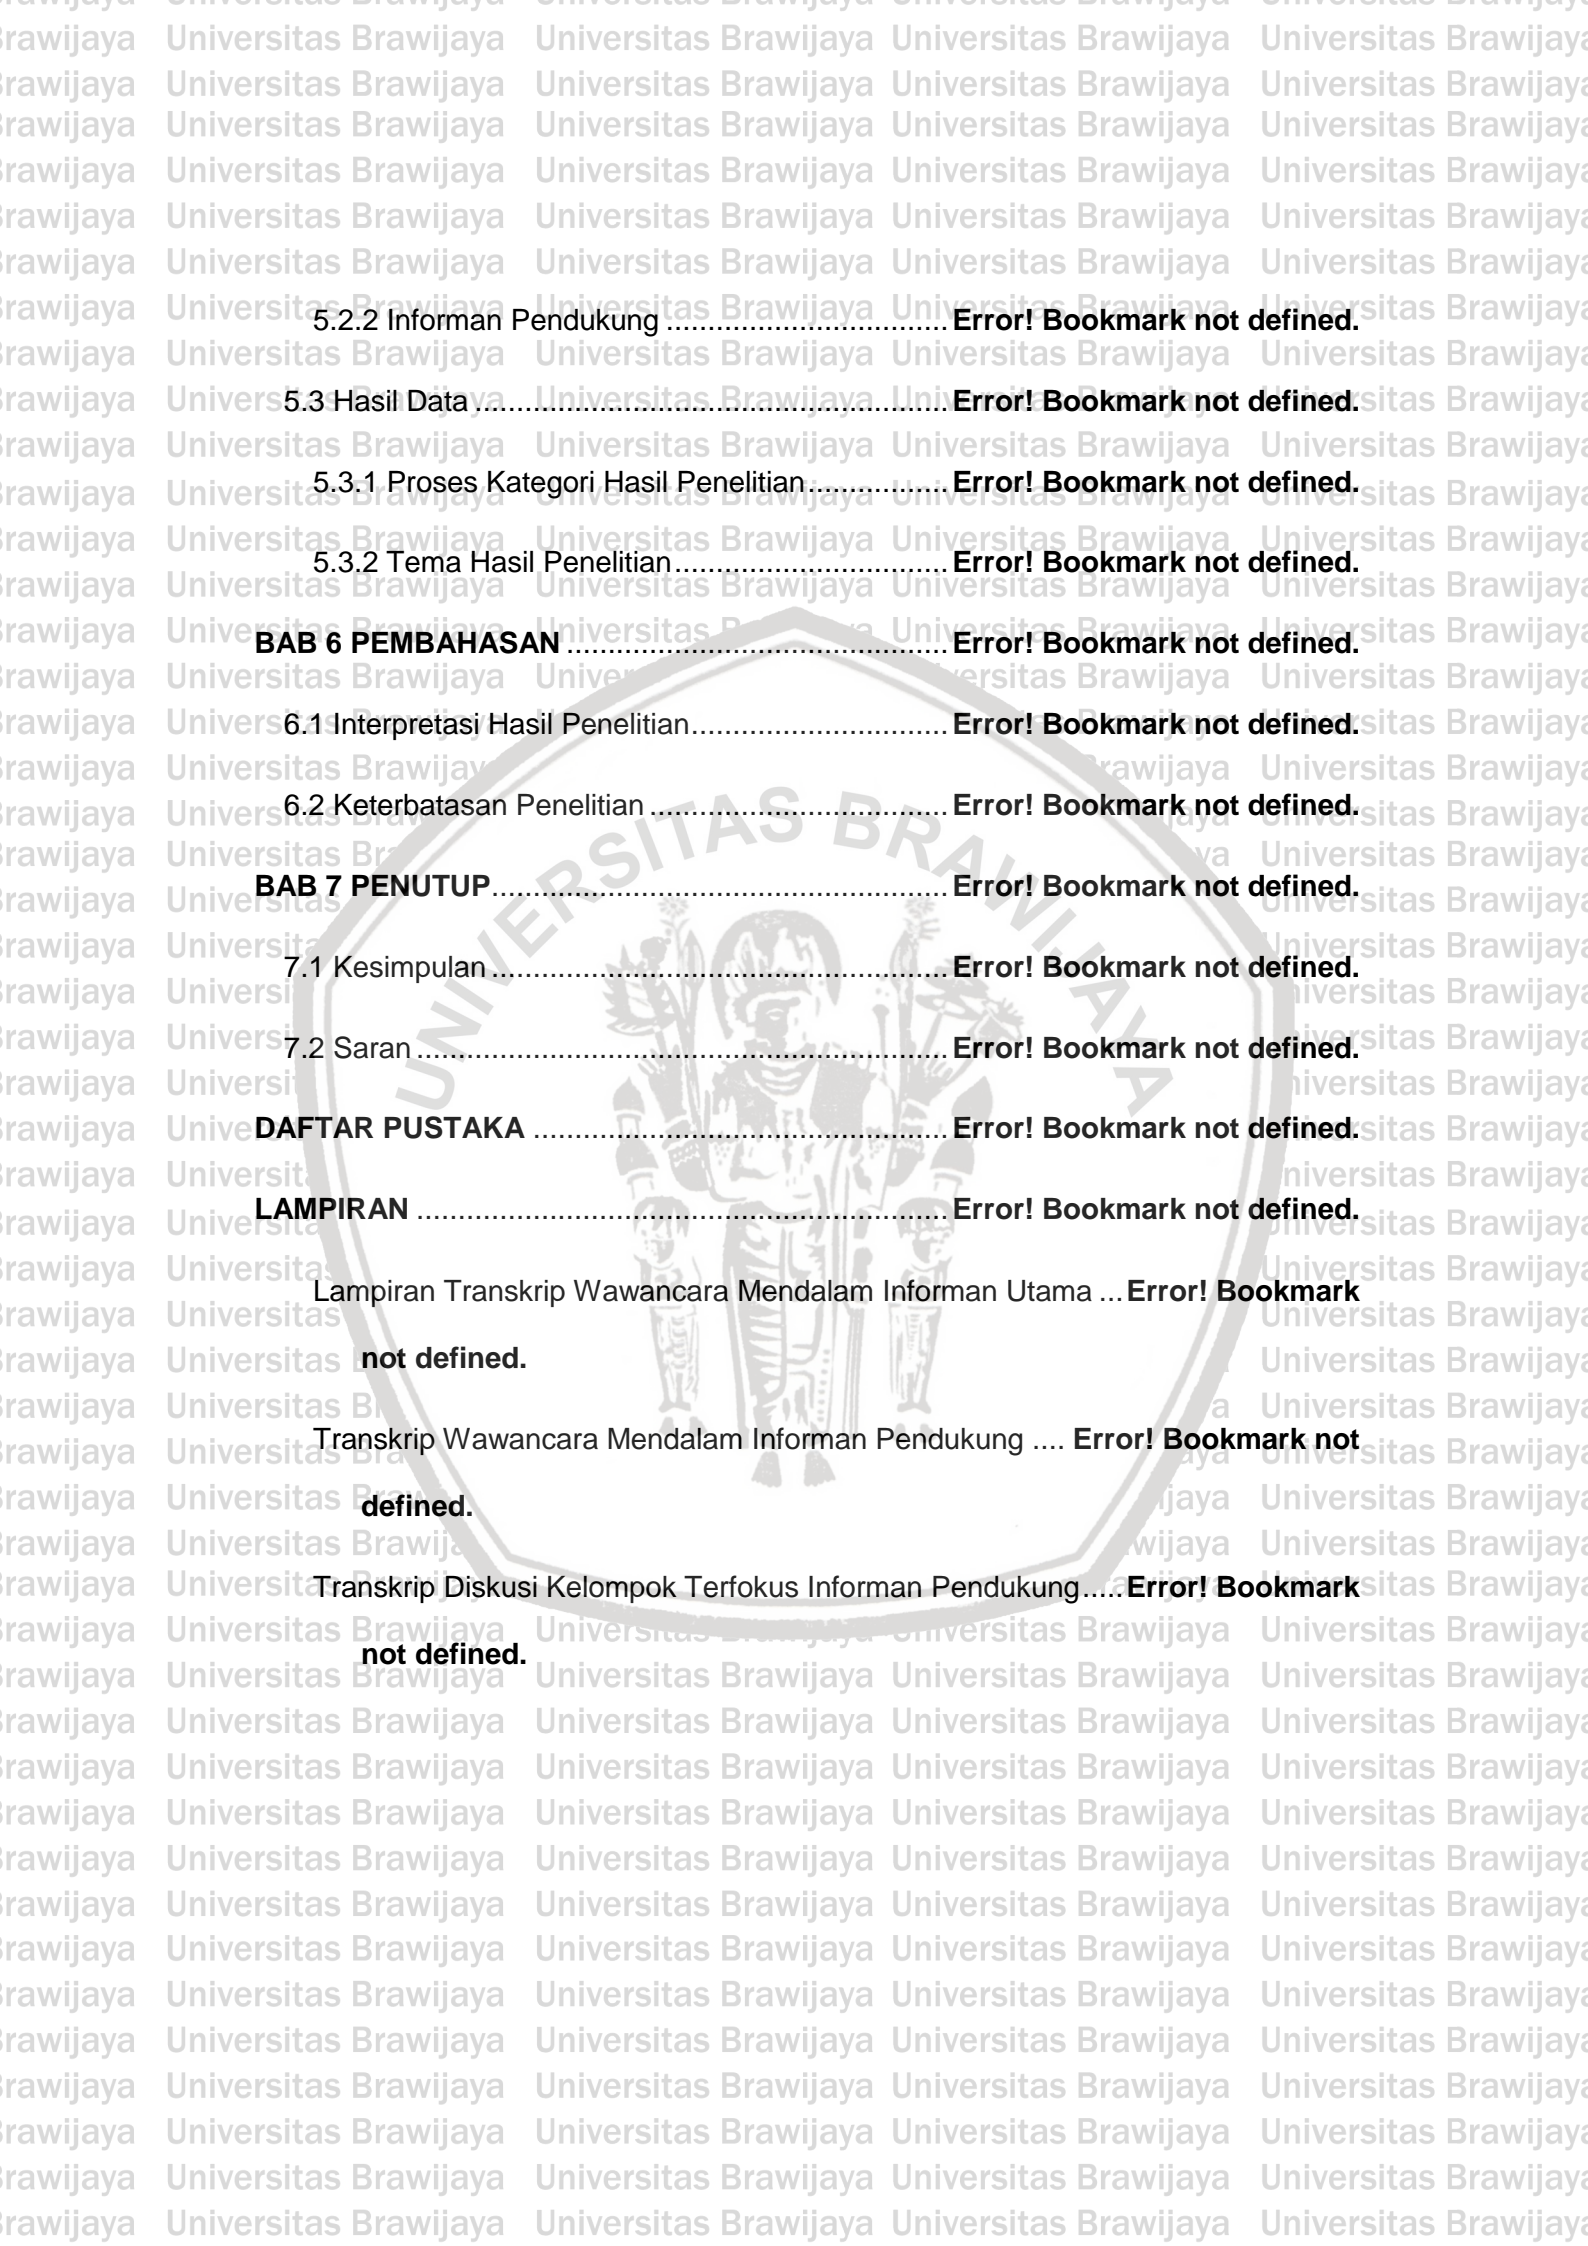 5.2.2 Informan Pendukung .................................. Error! Bookmark not defined.
5.3 Hasil Data ......................................................... Error! Bookmark not defined.
5.3.1 Proses Kategori Hasil Penelitian ................. Error! Bookmark not defined.
5.3.2 Tema Hasil Penelitian ................................. Error! Bookmark not defined.
BAB 6 PEMBAHASAN .............................................. Error! Bookmark not defined.
6.1 Interpretasi Hasil Penelitian ............................... Error! Bookmark not defined.
6.2 Keterbatasan Penelitian .................................... Error! Bookmark not defined.
BAB 7 PENUTUP ....................................................... Error! Bookmark not defined.
7.1 Kesimpulan ....................................................... Error! Bookmark not defined.
7.2 Saran ................................................................ Error! Bookmark not defined.
DAFTAR PUSTAKA .................................................. Error! Bookmark not defined.
LAMPIRAN ................................................................ Error! Bookmark not defined.
Lampiran Transkrip Wawancara Mendalam Informan Utama ... Error! Bookmark
not defined.
Transkrip Wawancara Mendalam Informan Pendukung .... Error! Bookmark not
defined.
Transkrip Diskusi Kelompok Terfokus Informan Pendukung ..... Error! Bookmark
not defined.
UNIVERSITAS BRAWIJAYA